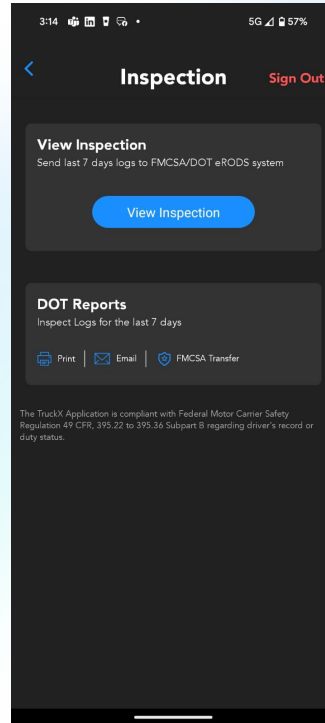 3:14 5G 57%
Inspection Sign Out
View Inspection
Send last 7 days logs to FMCSA/DOT eRODS system
View Inspection
DOT Reports
Inspect Logs for the last 7 days
Print | Email | FMCSA Transfer
The TruckX Application is compliant with Federal Motor Carrier Safety
Regulation 49 CFR, 395.22 to 395.36 Subpart B regarding driver's record or
duty status.